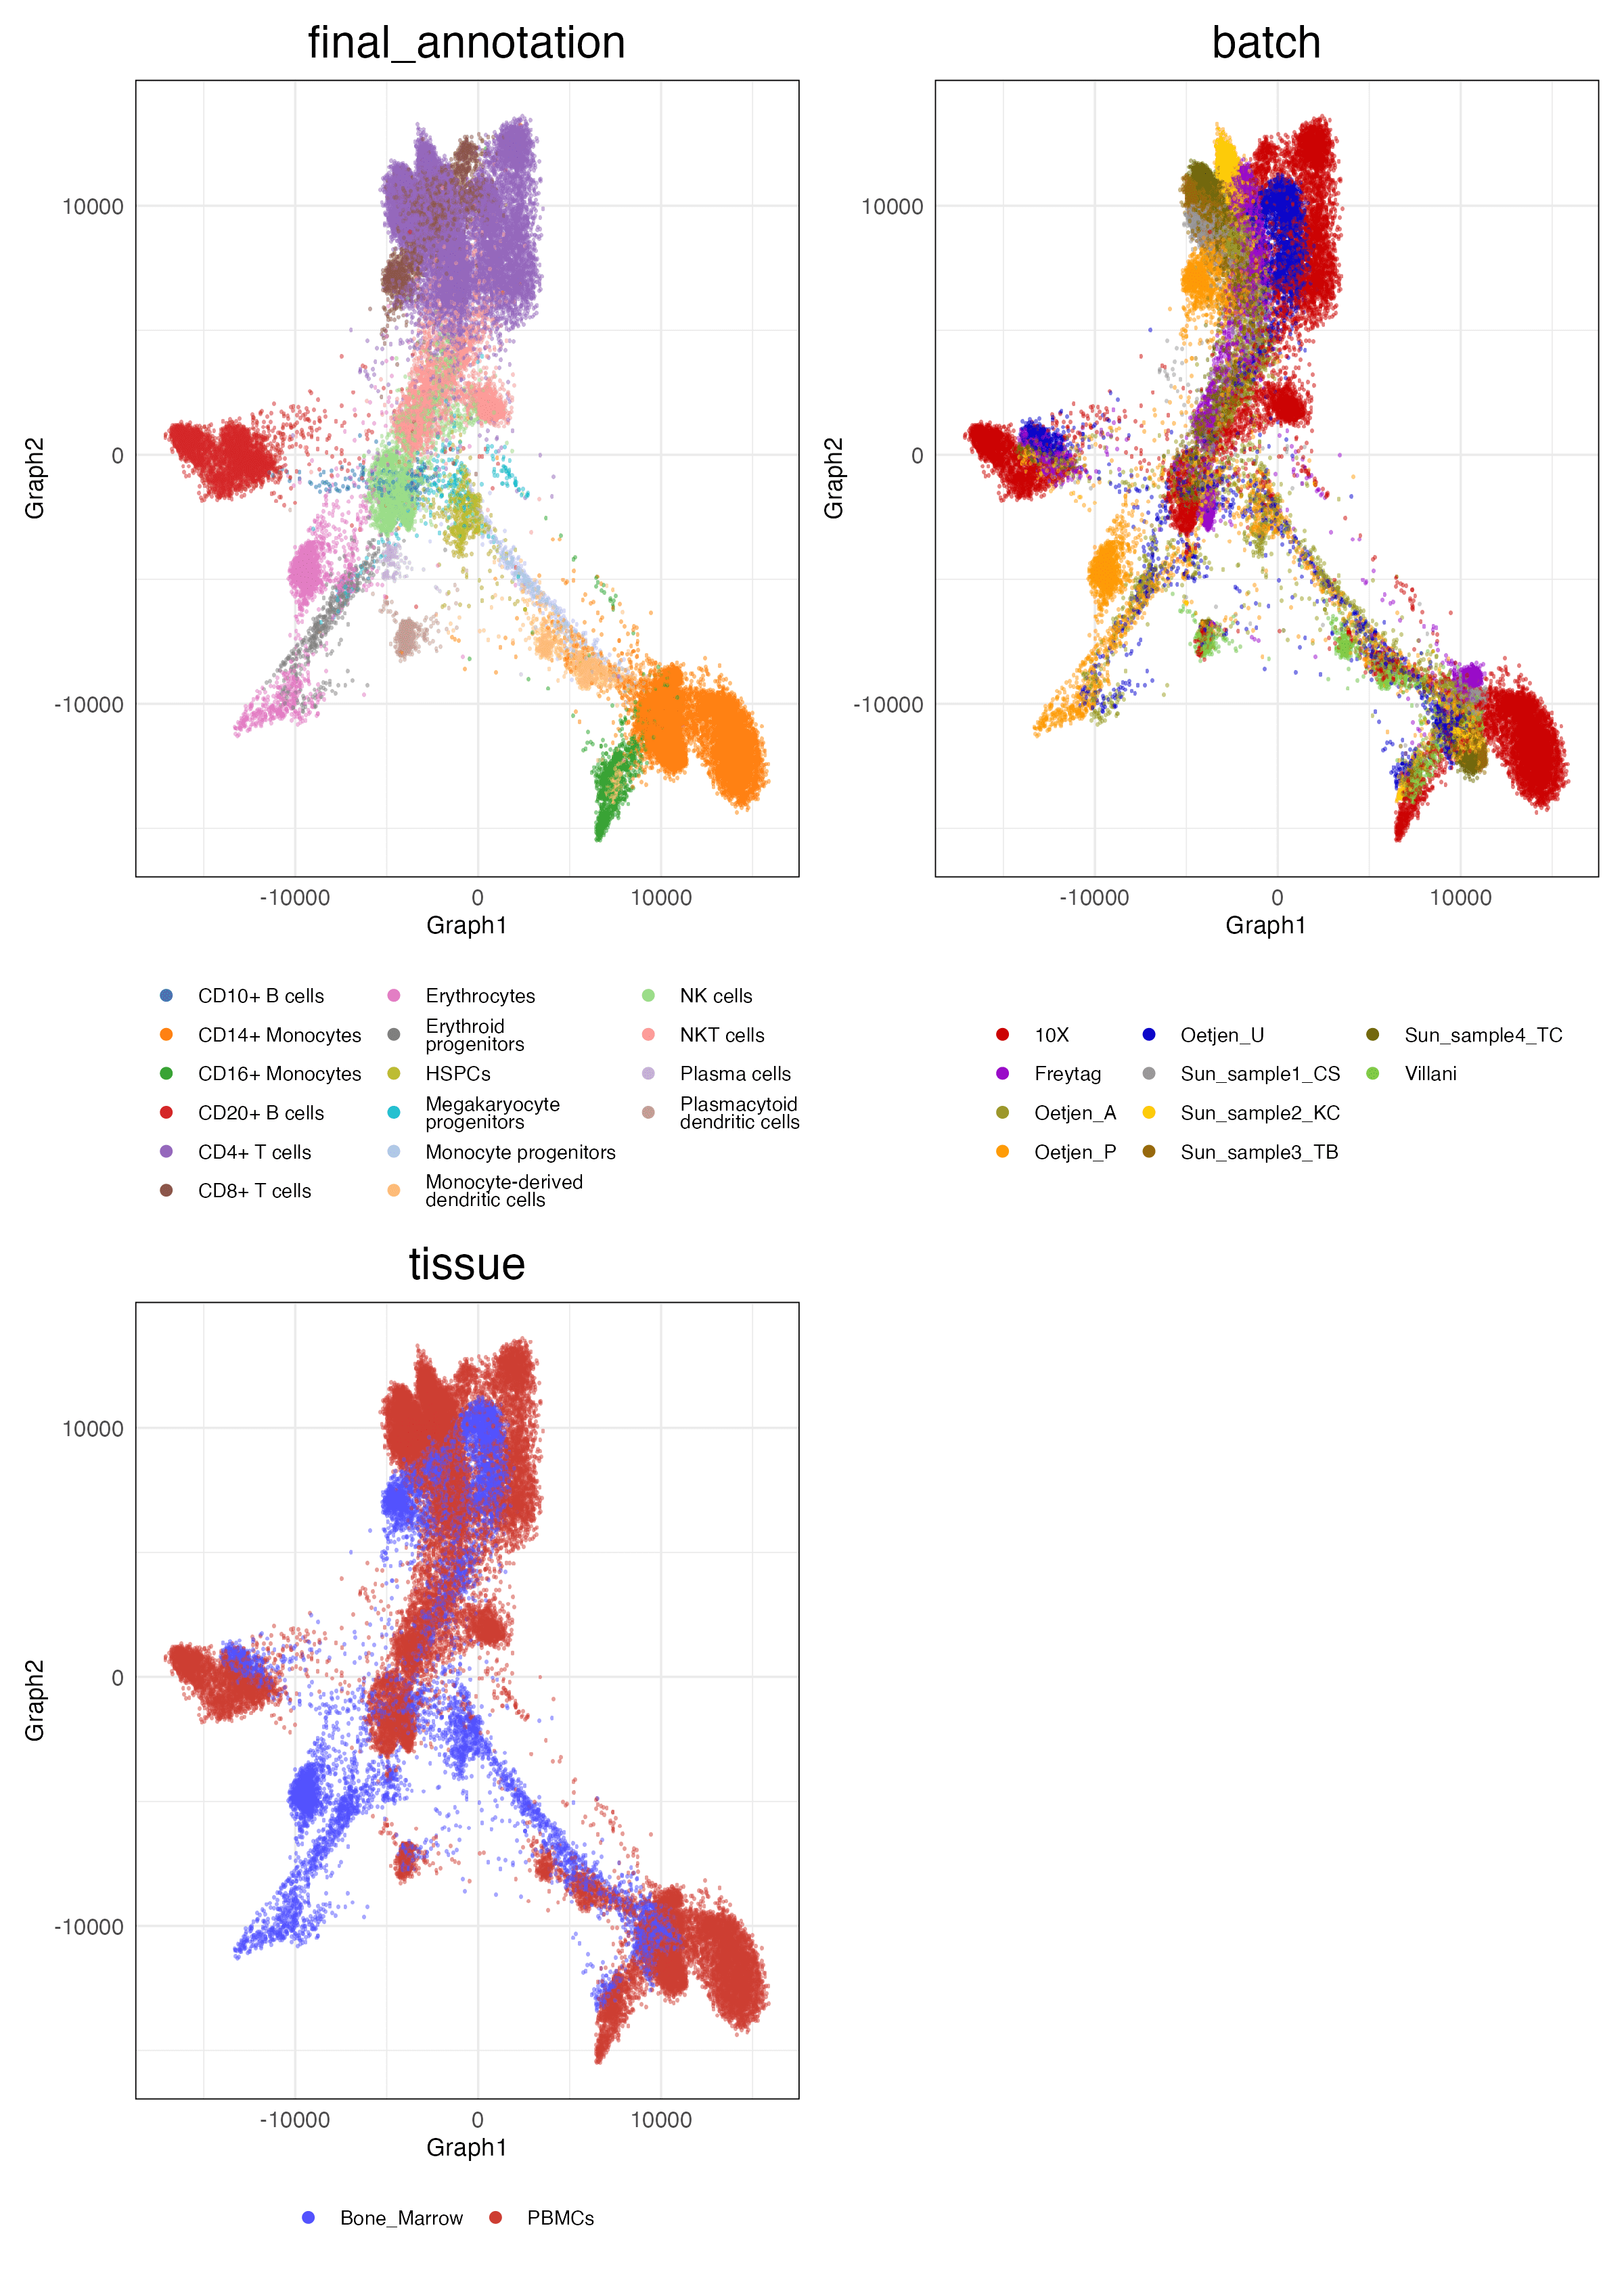 final_annotation
batch
Graph2
10000
0
-10000
-10000
0
10000
Graph1
Graph2
10000
0
-10000
-10000
0
10000
Graph1
CD10+ B cells
CD14+ Monocytes
CD16+ Monocytes
CD20+ B cells
CD4+ T cells
CD8+ T cells
Erythrocytes
Erythroid
progenitors
HSPCs
Megakaryocyte
progenitors
Monocyte progenitors
Monocyte-derived
dendritic cells
NK cells
NKT cells
Plasma cells
Plasmacytoid
dendritic cells
10X
Freytag
Oetjen_A
Oetjen_P
Oetjen_U
Sun_sample1_CS
Sun_sample2_KC
Sun_sample3_TB
Sun_sample4_TC
Villani
tissue
Graph2
10000
0
-10000
-10000
0
10000
Graph1
Bone_Marrow
PBMCs